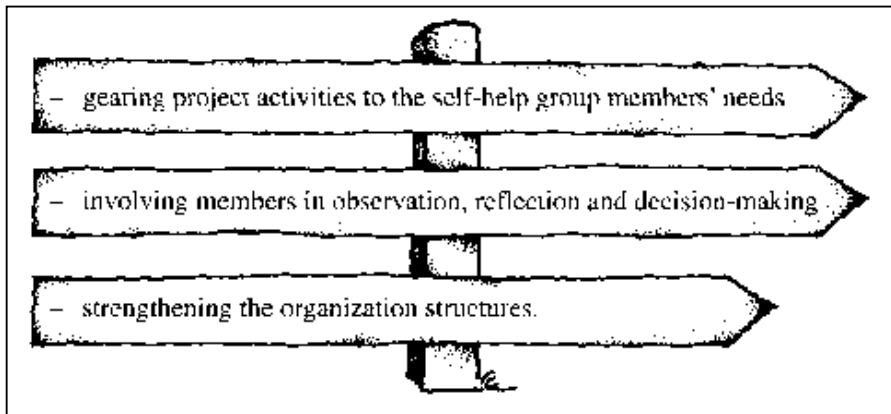 – gearing project activities to the self-help group members' needs
– involving members in observation, reflection and decision-making
– strengthening the organization structures.